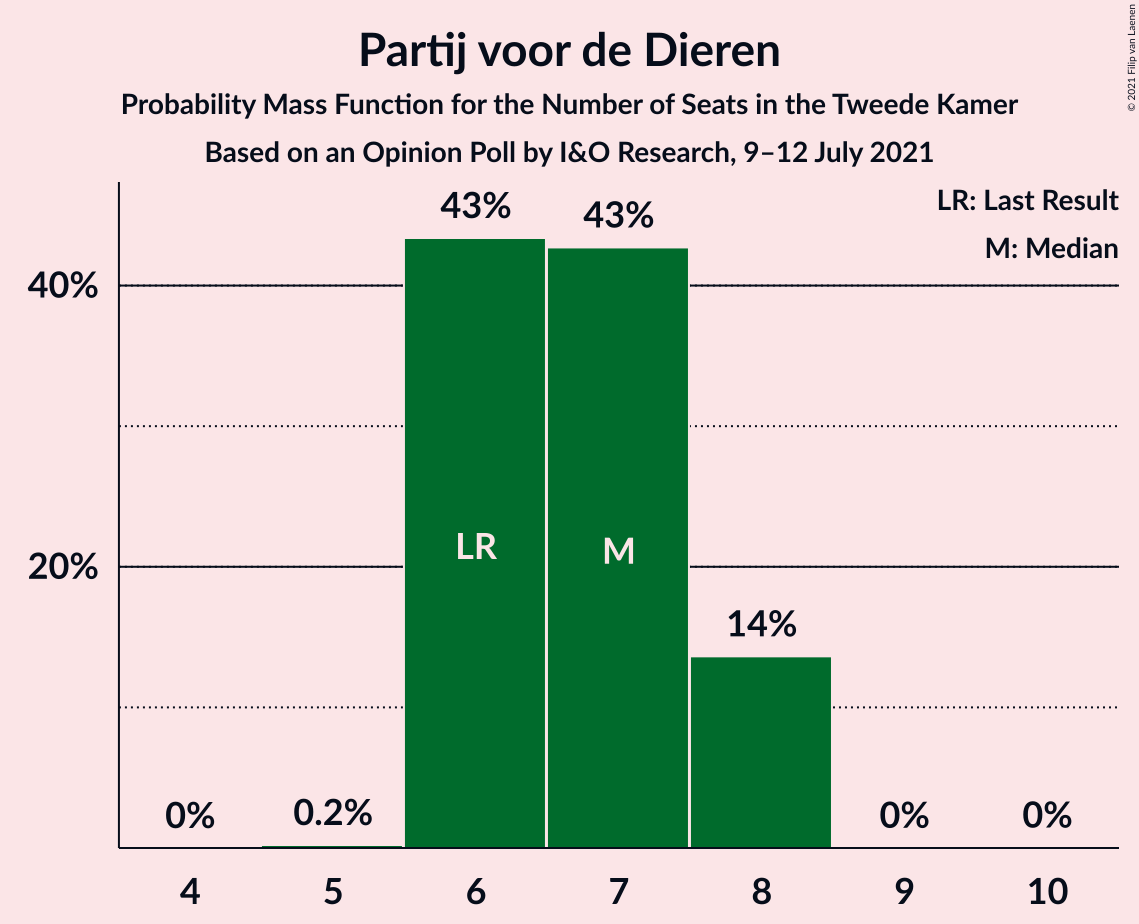 Partij voor de Dieren
Probability Mass Function for the Number of Seats in the Tweede Kamer
Based on an Opinion Poll by I&O Research, 9–12 July 2021
© 2021 Filip van Laenen
LR: Last Result
M: Median
43%
43%
40%
LR
M
20%
14%
0%
0.2%
0%
0%
4
5
6
7
8
9
10